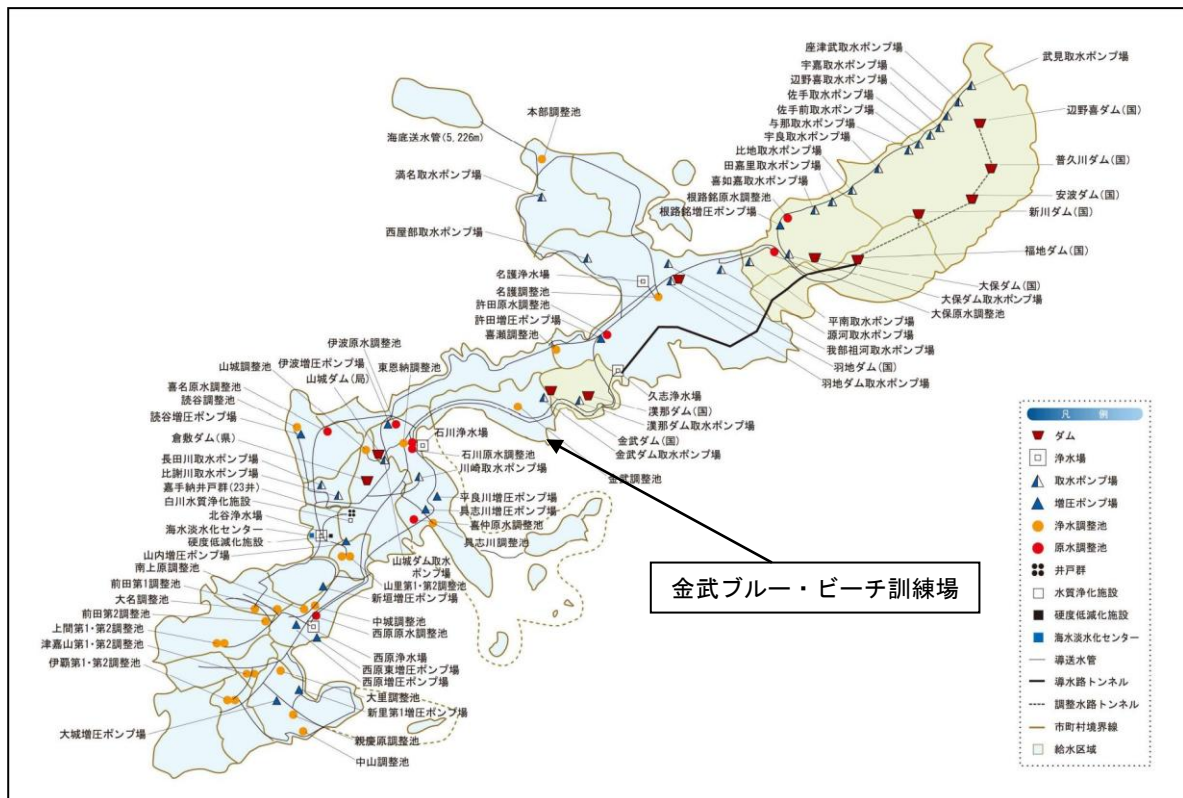 本部調整池
海底送水管(5,226m)
満名取水ポンプ場
西屋部取水ポンプ場
名護浄水場
名護調整池
許田原水調整池
許田増圧ポンプ場
喜瀬調整池
座津武取水ポンプ場
宇嘉取水ポンプ場
辺野喜取水ポンプ場
佐手取水ポンプ場
佐手前取水ポンプ場
与那取水ポンプ場
宇良取水ポンプ場
比地取水ポンプ場
田嘉里取水ポンプ場
喜如嘉取水ポンプ場
根路銘原水調整池
根路銘増圧ポンプ場
武見取水ポンプ場
辺野喜ダム(国)
普久川ダム(国)
安波ダム(国)
新川ダム(国)
福地ダム(国)
大保ダム(国)
大保ダム取水ポンプ場
大保原水調整池
平南取水ポンプ場
源河取水ポンプ場
我部祖河取水ポンプ場
羽地ダム(国)
羽地ダム取水ポンプ場
久志浄水場
漢那ダム(国)
漢那ダム取水ポンプ場
金武ダム(国)
金武ダム取水ポンプ場
金武調整池
伊波原水調整池
伊波増圧ポンプ場
東恩納調整池
山城調整池
山城ダム(局)
喜名原水調整池
読谷調整池
読谷増圧ポンプ場
倉敷ダム(県)
長田川取水ポンプ場
比謝川取水ポンプ場
嘉手納井戸群(23井)
白川水質浄化施設
北谷浄水場
海水淡水化センター
硬度低減化施設
山内増圧ポンプ場
南上原調整池
前田第1調整池
大名調整池
前田第2調整池
上間第1・第2調整池
津嘉山第1・第2調整池
伊覇第1・第2調整池
大城増圧ポンプ場
石川浄水場
石川原水調整池
川崎取水ポンプ場
平良川増圧ポンプ場
具志川増圧ポンプ場
喜仲原水調整池
具志川調整池
山城ダム取水
ポンプ場
山里第1・第2調整池
新垣増圧ポンプ場
中城調整池
西原原水調整池
西原浄水場
西原東増圧ポンプ場
西原増圧ポンプ場
大里調整池
新里第1増圧ポンプ場
親慶原調整池
中山調整池
金武ブルー・ビーチ訓練場
凡例
ダム
浄水場
取水ポンプ場
増圧ポンプ場
浄水調整池
原水調整池
井戸群
水質浄化施設
硬度低減化施設
海水淡水化センター
導送水管
導水路トンネル
調整水路トンネル
市町村境界線
給水区域